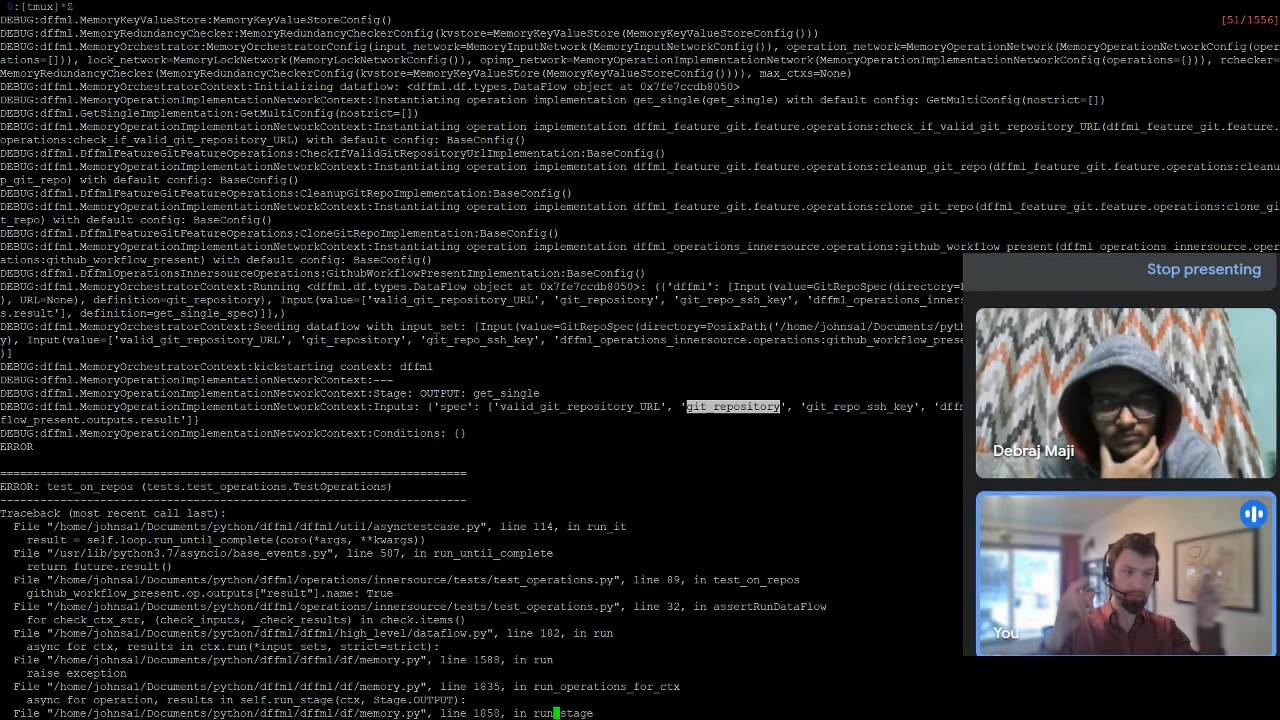 0:[tmux]*Z
DEBUG:dffml.MemoryKeyValueStore:MemoryKeyValueStoreConfig() [51/1556]
DEBUG:dffml.MemoryRedundancyChecker:MemoryRedundancyCheckerConfig(kvstore=MemoryKeyValueStore(MemoryKeyValueStoreConfig()))
DEBUG:dffml.MemoryOrchestrator:MemoryOrchestratorConfig(input_network=MemoryInputNetwork(MemoryInputNetworkConfig()), operation_network=MemoryOperationNetwork(MemoryOperationNetworkConfig(oper
ations=[])), lock_network=MemoryLockNetwork(MemoryLockNetworkConfig()), opimp_network=MemoryOperationImplementationNetwork(MemoryOperationImplementationNetworkConfig(operations={})), rchecker=
MemoryRedundancyChecker(MemoryRedundancyCheckerConfig(kvstore=MemoryKeyValueStore(MemoryKeyValueStoreConfig()))), max_ctxs=None)
DEBUG:dffml.MemoryOrchestratorContext:Initializing dataflow: <dffml.df.types.DataFlow object at 0x7fe7ccdb8050>
DEBUG:dffml.MemoryOperationImplementationNetworkContext:Instantiating operation implementation get_single(get_single) with default config: GetMultiConfig(nostrict=[])
DEBUG:dffml.GetSingleImplementation:GetMultiConfig(nostrict=[])
DEBUG:dffml.MemoryOperationImplementationNetworkContext:Instantiating operation implementation dffml_feature_git.feature.operations:check_if_valid_git_repository_URL(dffml_feature_git.feature.
operations:check_if_valid_git_repository_URL) with default config: BaseConfig()
DEBUG:dffml.DffmlFeatureGitFeatureOperations:CheckIfValidGitRepositoryUrlImplementation:BaseConfig()
DEBUG:dffml.MemoryOperationImplementationNetworkContext:Instantiating operation implementation dffml_feature_git.feature.operations:cleanup_git_repo(dffml_feature_git.feature.operations:cleanu
p_git_repo) with default config: BaseConfig()
DEBUG:dffml.DffmlFeatureGitFeatureOperations:CleanupGitRepoImplementation:BaseConfig()
DEBUG:dffml.MemoryOperationImplementationNetworkContext:Instantiating operation implementation dffml_feature_git.feature.operations:clone_git_repo(dffml_feature_git.feature.operations:clone_gi
t_repo) with default config: BaseConfig()
DEBUG:dffml.DffmlFeatureGitFeatureOperations:CloneGitRepoImplementation:BaseConfig()
DEBUG:dffml.MemoryOperationImplementationNetworkContext:Instantiating operation implementation dffml_operations_innersource.operations:github_workflow_present(dffml_operations_innersource.oper
ations:github_workflow_present) with default config: BaseConfig()
DEBUG:dffml.DffmlOperationsInnersourceOperations:GithubWorkflowPresentImplementation:BaseConfig()
DEBUG:dffml.MemoryOrchestratorContext:Running <dffml.df.types.DataFlow object at 0x7fe7ccdb8050>: ({'dffml': [Input(value=GitRepoSpec(directory=
), URL=None), definition=git_repository), Input(value=['valid_git_repository_URL', 'git_repository', 'git_repo_ssh_key', 'dffml_operations_inners
s.result'], definition=get_single_spec)]},)
DEBUG:dffml.MemoryOrchestratorContext:Seeding dataflow with input_set: [Input(value=GitRepoSpec(directory=PosixPath('/home/johnsa1/Documents/pyth
y), Input(value=['valid_git_repository_URL', 'git_repository', 'git_repo_ssh_key', 'dffml_operations_innersource.operations:github_workflow_prese
)]
DEBUG:dffml.MemoryOrchestratorContext:kickstarting context: dffml
DEBUG:dffml.MemoryOperationImplementationNetworkContext:---
DEBUG:dffml.MemoryOperationImplementationNetworkContext:Stage: OUTPUT: get_single
DEBUG:dffml.MemoryOperationImplementationNetworkContext:Inputs: {'spec': ['valid_git_repository_URL', 'git_repository', 'git_repo_ssh_key', 'dffm
flow_present.outputs.result']}
DEBUG:dffml.MemoryOperationImplementationNetworkContext:Conditions: {}
ERROR
======================================================================
ERROR: test_on_repos (tests.test_operations.TestOperations)
----------------------------------------------------------------------
Traceback (most recent call last):
File "/home/johnsa1/Documents/python/dffml/dffml/util/asynctestcase.py", line 114, in run_it
result = self.loop.run_until_complete(coro(*args, **kwargs))
File "/usr/lib/python3.7/asyncio/base_events.py", line 587, in run_until_complete
return future.result()
File "/home/johnsa1/Documents/python/dffml/operations/innersource/tests/test_operations.py", line 89, in test_on_repos
github_workflow_present.op.outputs["result"].name: True
File "/home/johnsa1/Documents/python/dffml/operations/innersource/tests/test_operations.py", line 32, in assertRunDataFlow
for check_ctx_str, (check_inputs, _check_results) in check.items()
File "/home/johnsa1/Documents/python/dffml/dffml/high_level/dataflow.py", line 182, in run
async for ctx, results in ctx.run(*input_sets, strict=strict):
File "/home/johnsa1/Documents/python/dffml/dffml/df/memory.py", line 1588, in run
raise exception
File "/home/johnsa1/Documents/python/dffml/dffml/df/memory.py", line 1835, in run_operations_for_ctx
async for operation, results in self.run_stage(ctx, Stage.OUTPUT):
File "/home/johnsa1/Documents/python/dffml/dffml/df/memory.py", line 1858, in run_stage
Stop presenting
Debraj Maji
You